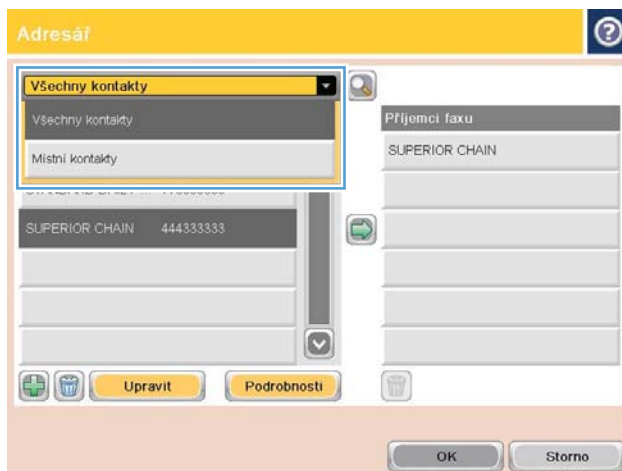 Adresář
Všechny kontakty
Všechny kontakty
Místní kontakty
SUPERIOR CHAIN 444333333
Příjemci faxu
SUPERIOR CHAIN
Upravit
Podrobnosti
OK
Storno